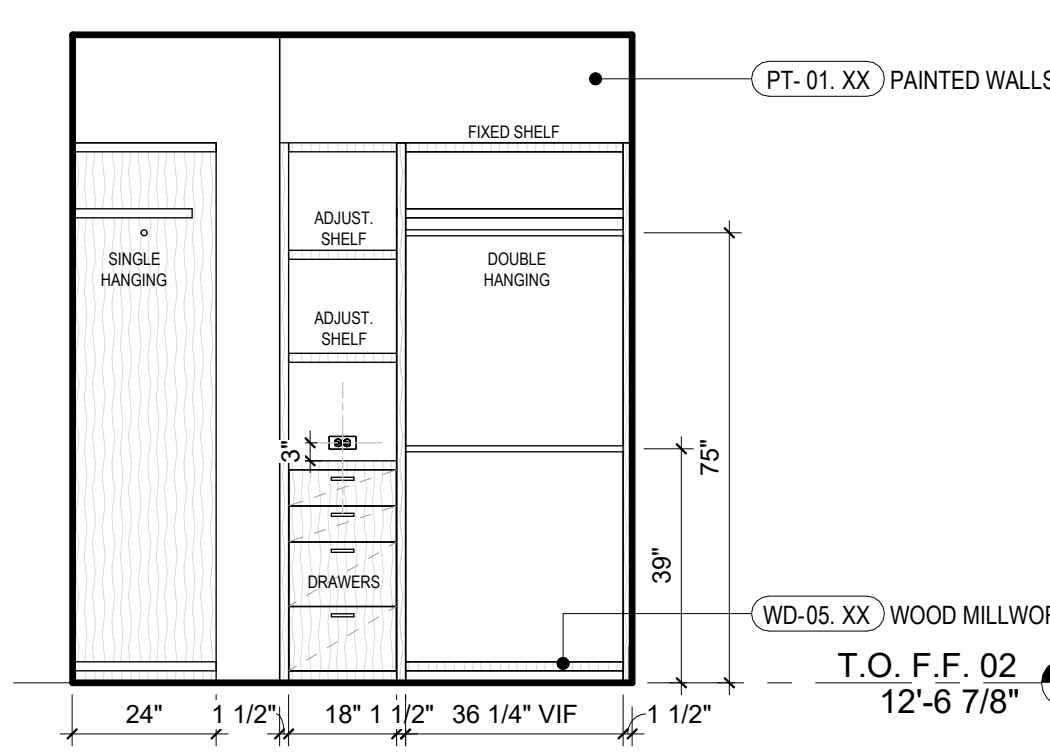 PT- 01. XX PAINTED WALLS
FIXED SHELF
ADJUST.
SHELF
SINGLE
HANGING
DOUBLE
HANGING
ADJUST.
SHELF
3"
75"
39"
DRAWERS
WD-05. XX WOOD MILLWOR
T.O. F.F. 02
12'-6 7/8"
24" 1 1/2" 18" 1 1/2" 36 1/4" VIF 1 1/2"